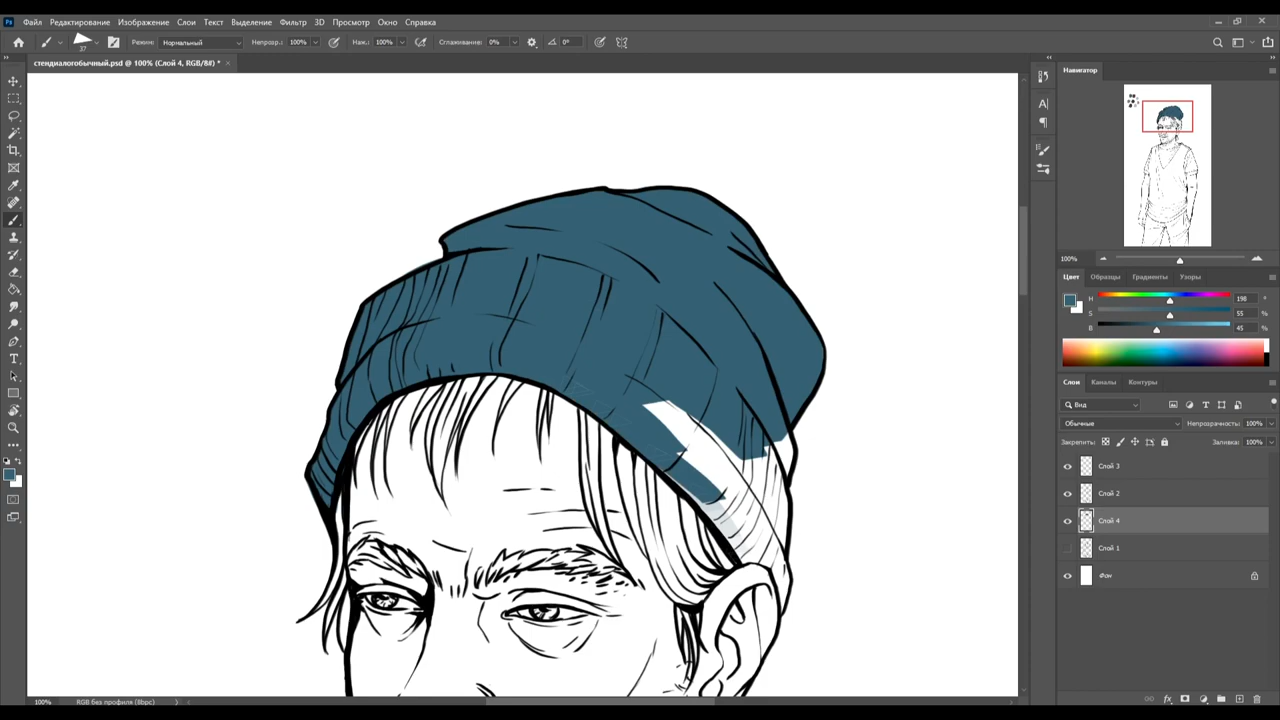 Ps Файл Редактирование Изображение Слои Текст Выделение Фильтр 3D Просмотр Окно Справка
37 Режим: Нормальный Непрозр.: 100% Наж.: 100% Сглаживание: 0% 0°
стендиалогобычный.psd @ 100% (Слой 4, RGB/8#) * ×
Навигатор
100%
Цвет Образцы Градиенты Узоры
H 198 °
S 55 %
B 45 %
Слои Каналы Контуры
Вид
Обычные Непрозрачность: 100%
Закрепить: Заливка: 100%
Слой 3
Слой 2
Слой 4
Слой 1
Фон
100% RGB без профиля (8bpc)